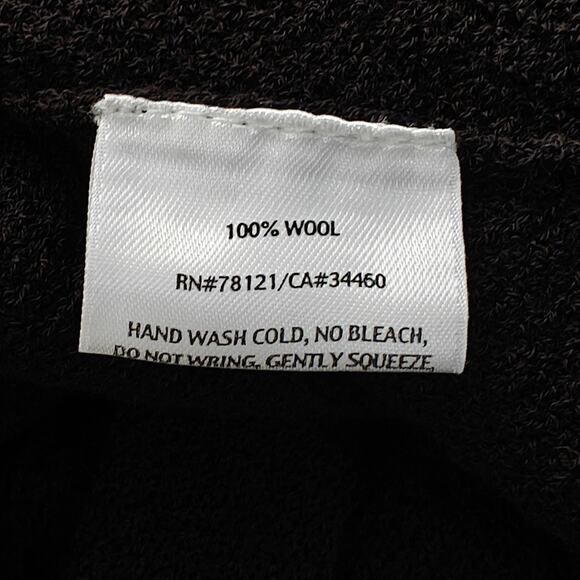 100% WOOL
RN#78121/CA#34460
HAND WASH COLD, NO BLEACH,
DO NOT WRING, GENTLY SQUEEZE,